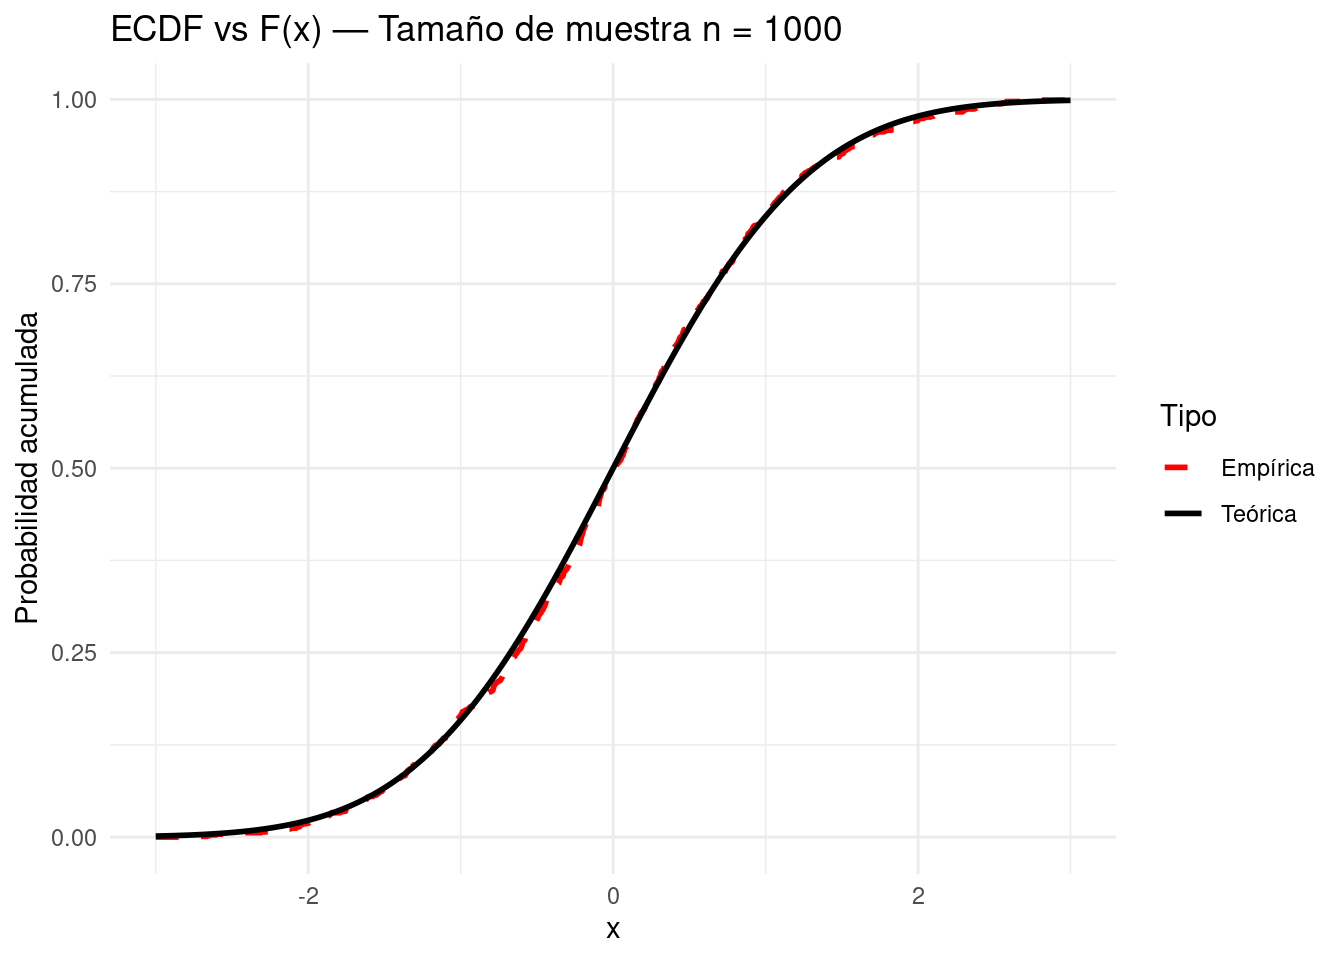 ECDF vs F(x) — Tamaño de muestra n = 1000
1.00
0.75
0.50
0.25
0.00
Probabilidad acumulada
-2
0
2
x
Tipo
Empírica
Teórica